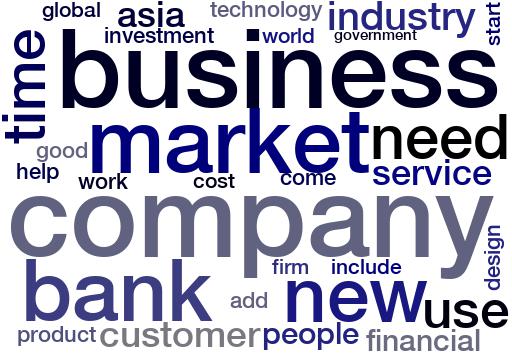 global asia technology industry start
investment world government
time business
market need
good
help work cost come service
company
design
firm include
bank add new use
product customer people financial